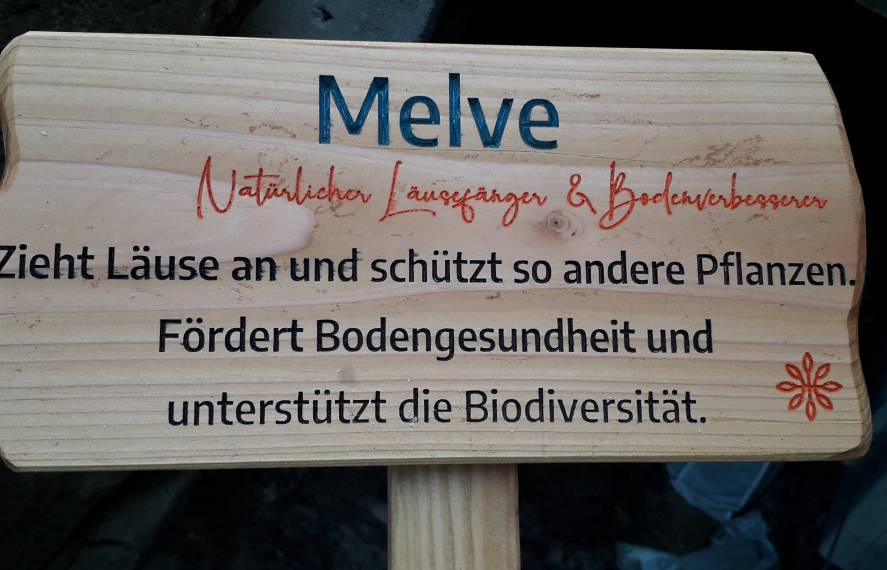 Melve
Natürlicher Läusefänger & Bodenverbesserer
Zieht Läuse an und schützt so andere Pflanzen.
Fördert Bodengesundheit und
unterstützt die Biodiversität.